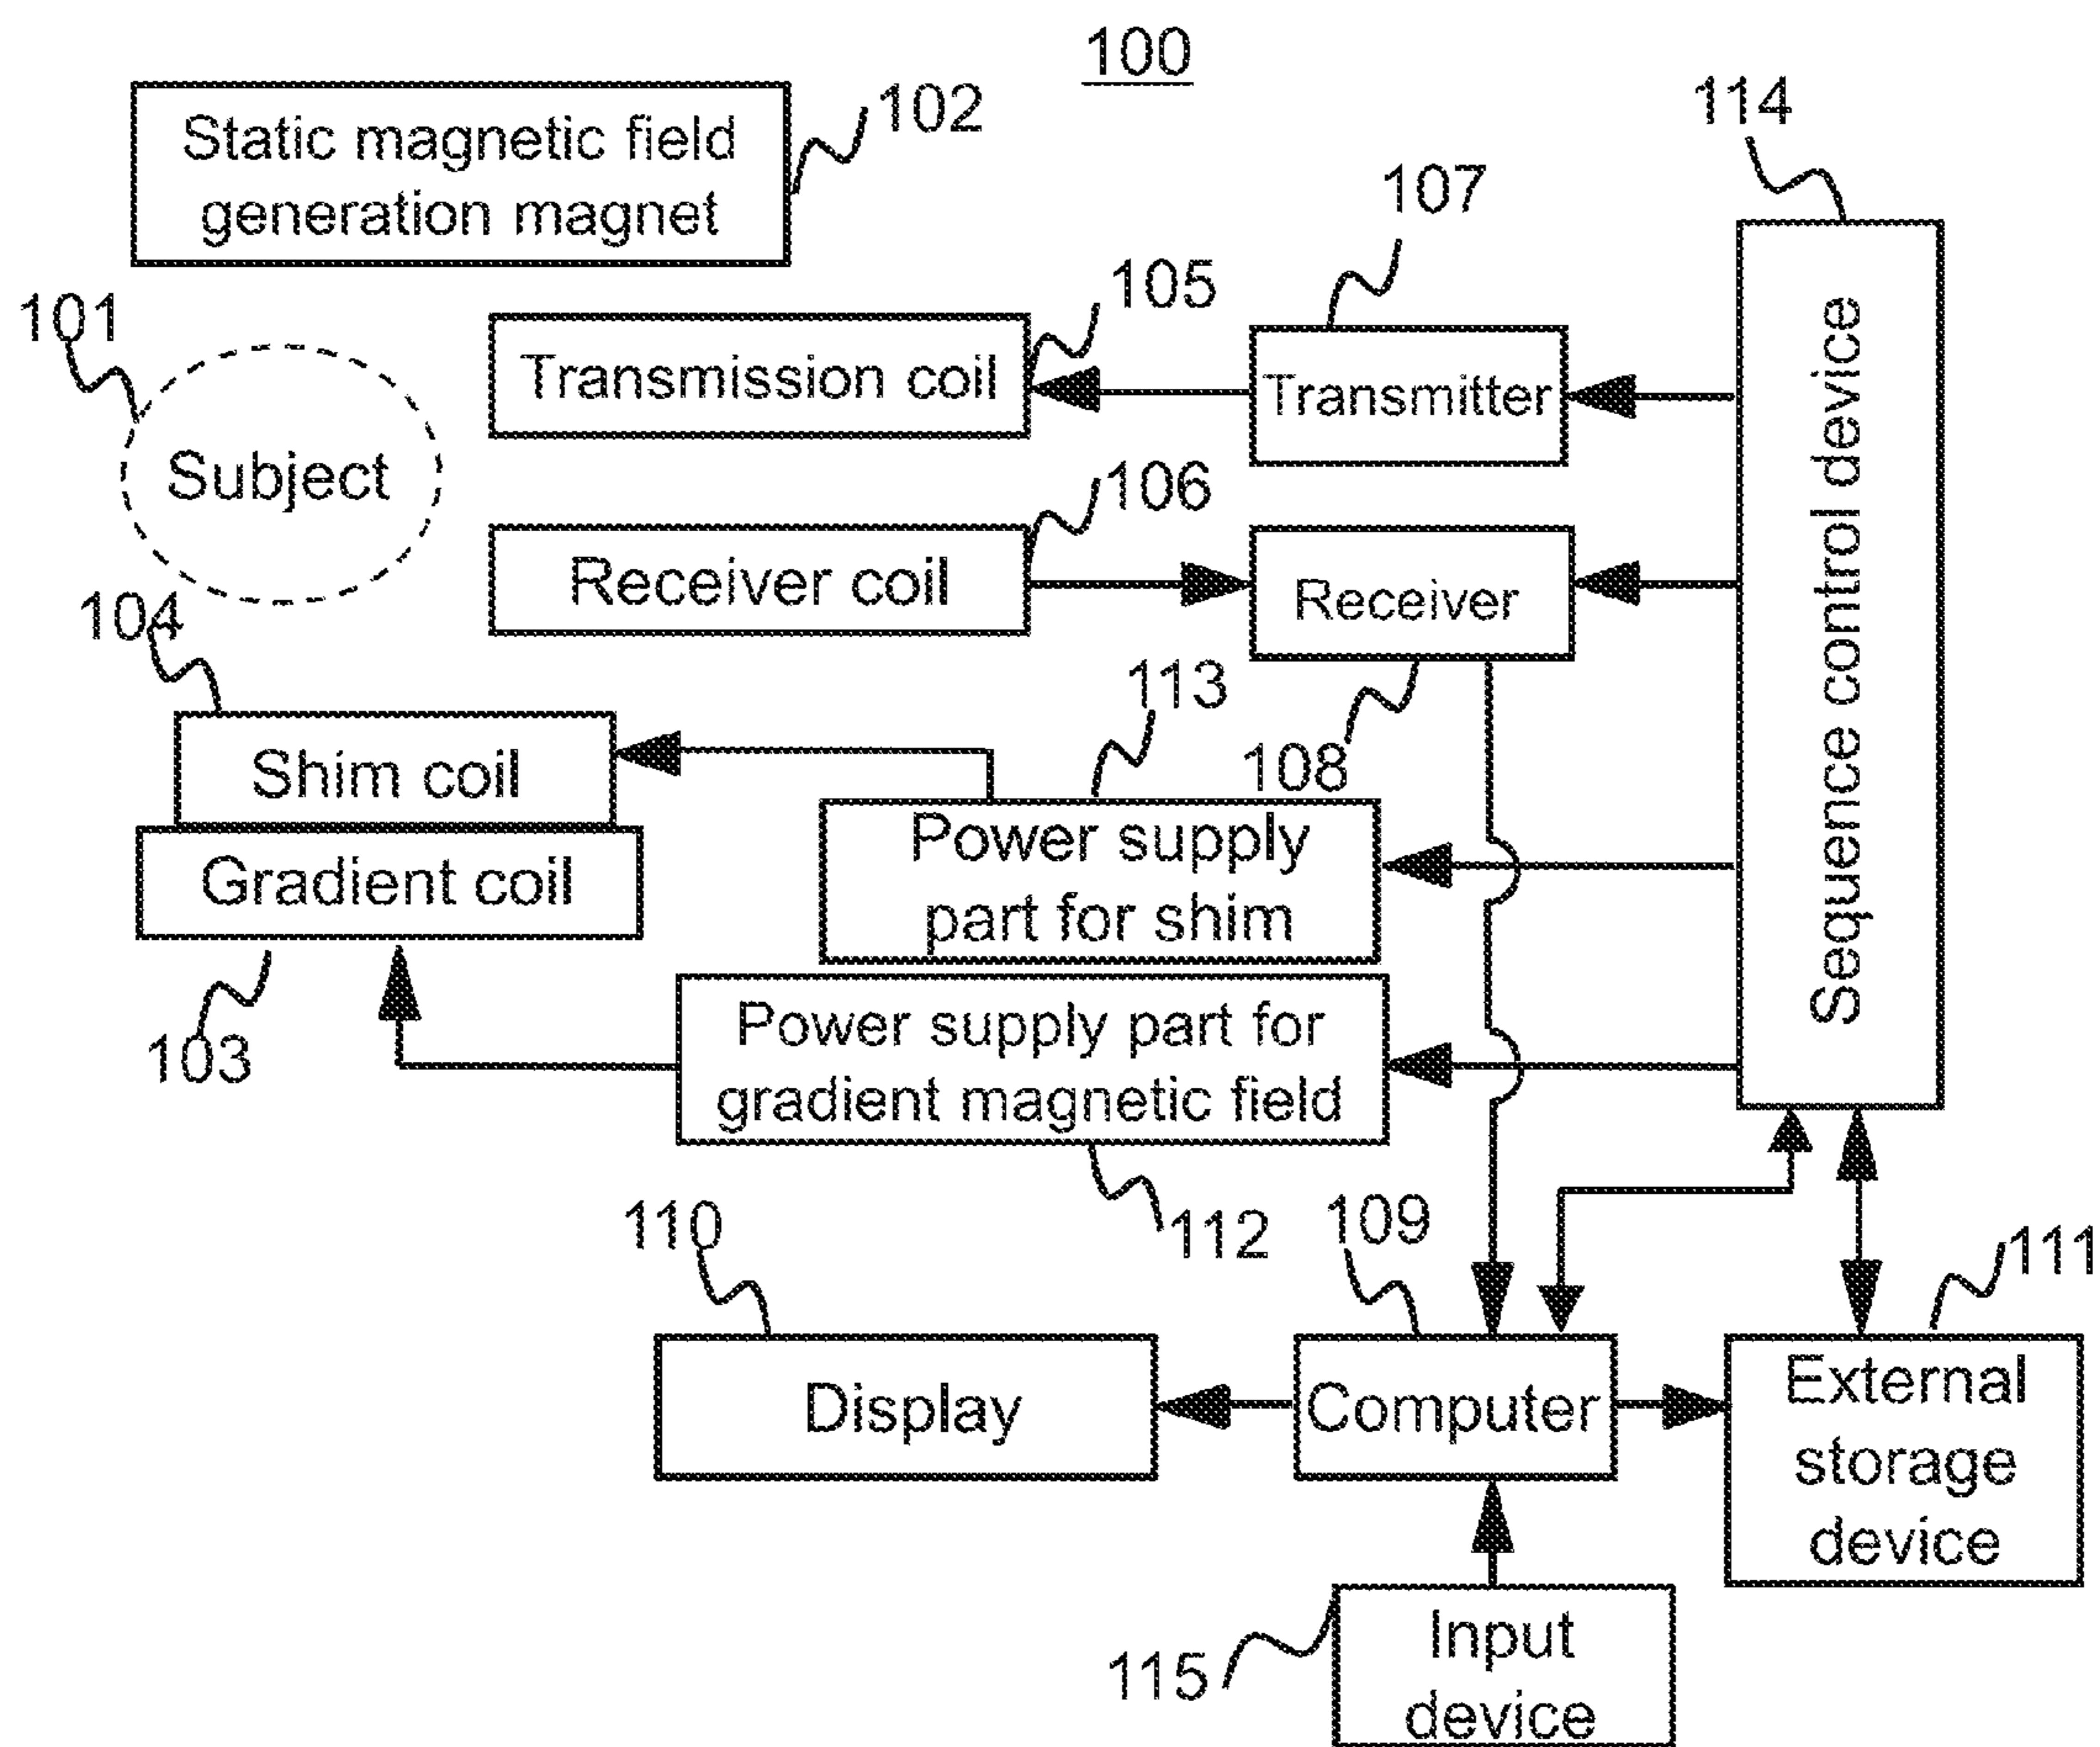 100
Static magnetic field
generation magnet
102
114
107
101
105
Transmission coil
Transmitter
Subject
106
Receiver coil
Receiver
Sequence control device
104
113
108
Shim coil
Gradient coil
Power supply
part for shim
103
Power supply part for
gradient magnetic field
112
110
109
111
Display
Computer
External
storage
device
115
Input
device